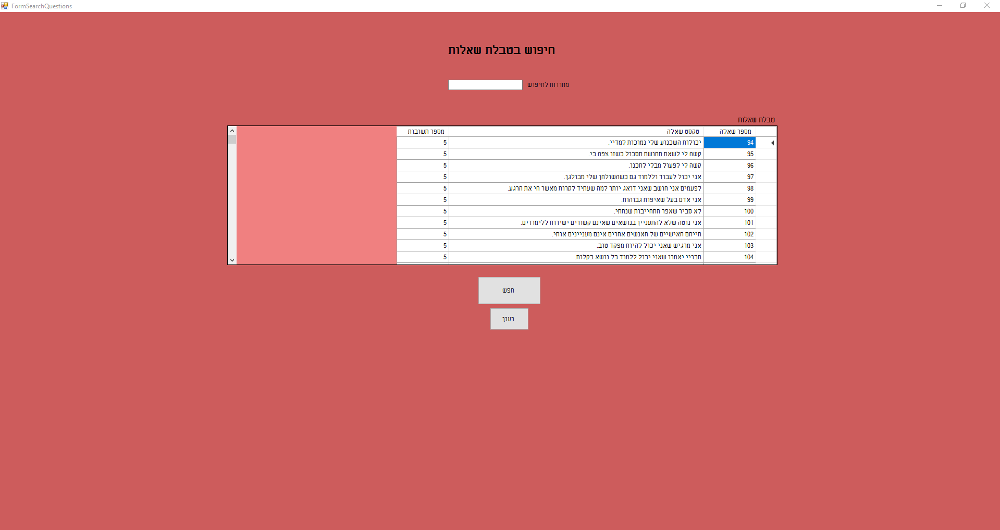 FormSearchQuestions
חיפוש בטבלת שאלות
מחרוזת לחיפוש
טבלת שאלות
מספר שאלה טקסט שאלה מספר תשובות
94 יכולות השכנוע שלי נמוכות למדיי. 5
95 קשה לי לשאת תחושת תסכול כשזו צפה בי. 5
96 קשה לי לפעול מבלי לתכנן. 5
97 אני יכול לעבוד וללמוד גם כשהשולחן שלי מבולגן. 5
98 לפעמים אני חושב שאני דואג יותר למה שעתיד לקרות מאשר חי את הרגע. 5
99 אני אדם בעל שאיפות גבוהות. 5
100 לא סביר שאפר התחייבות שנתתי. 5
101 אני נוטה שלא להתעניין בנושאים שאינם קשורים ישירות ללימודים. 5
102 חייהם האישיים של האנשים אחרים אינם מעניינים אותי. 5
103 אני מרגיש שאני יכול להיות מפקד טוב. 5
104 חבריי יאמרו שאני יכול ללמוד כל נושא בקלות. 5
חפש
רענן